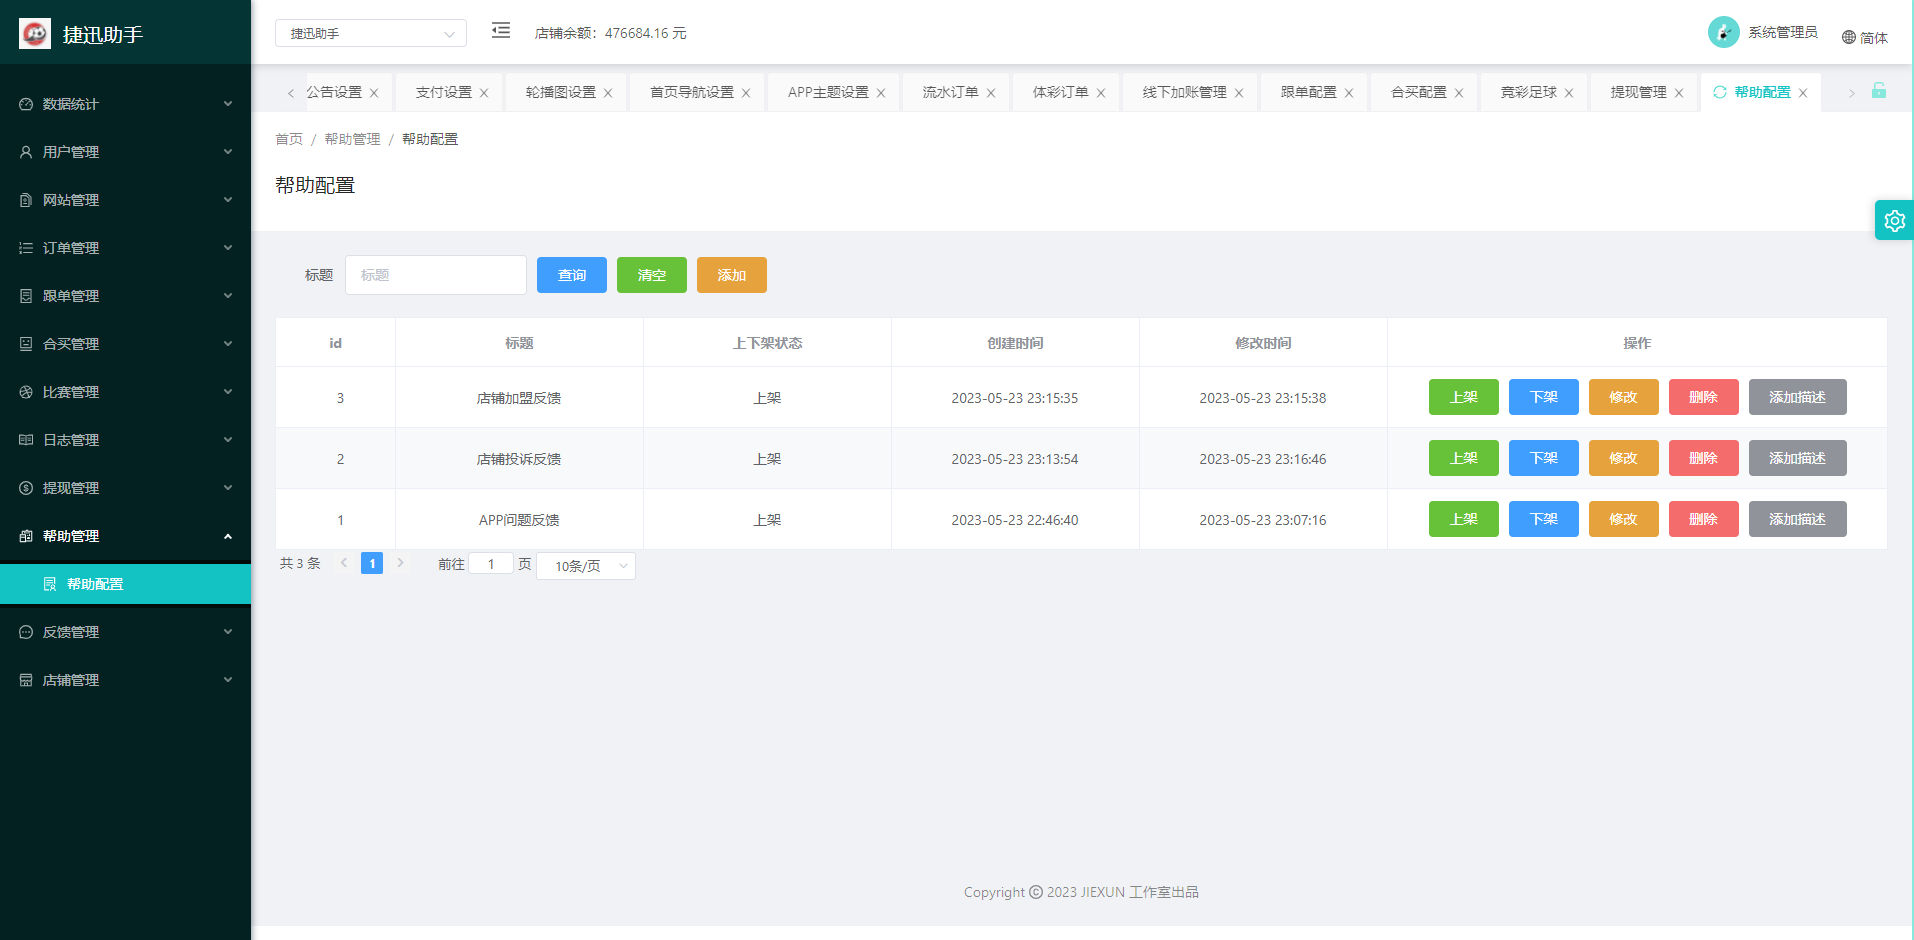 捷迅助手
捷迅助手
店铺余额：476684.16 元
系统管理员
简体
公告设置
支付设置
轮播图设置
首页导航设置
APP主题设置
流水订单
体彩订单
线下加账管理
跟单配置
合买配置
竞彩足球
提现管理
帮助配置
首页 / 帮助管理 / 帮助配置
帮助配置
数据统计
用户管理
网站管理
订单管理
跟单管理
合买管理
比赛管理
日志管理
提现管理
帮助管理
帮助配置
反馈管理
店铺管理
标题 标题 查询 清空 添加
id 标题 上下架状态 创建时间 修改时间 操作
3 店铺加盟反馈 上架 2023-05-23 23:15:35 2023-05-23 23:15:38 上架 下架 修改 删除 添加描述
2 店铺投诉反馈 上架 2023-05-23 23:13:54 2023-05-23 23:16:46 上架 下架 修改 删除 添加描述
1 APP问题反馈 上架 2023-05-23 22:46:40 2023-05-23 23:07:16 上架 下架 修改 删除 添加描述
共 3 条 1 前往 1 页 10条/页
Copyright © 2023 JIEXUN 工作室出品